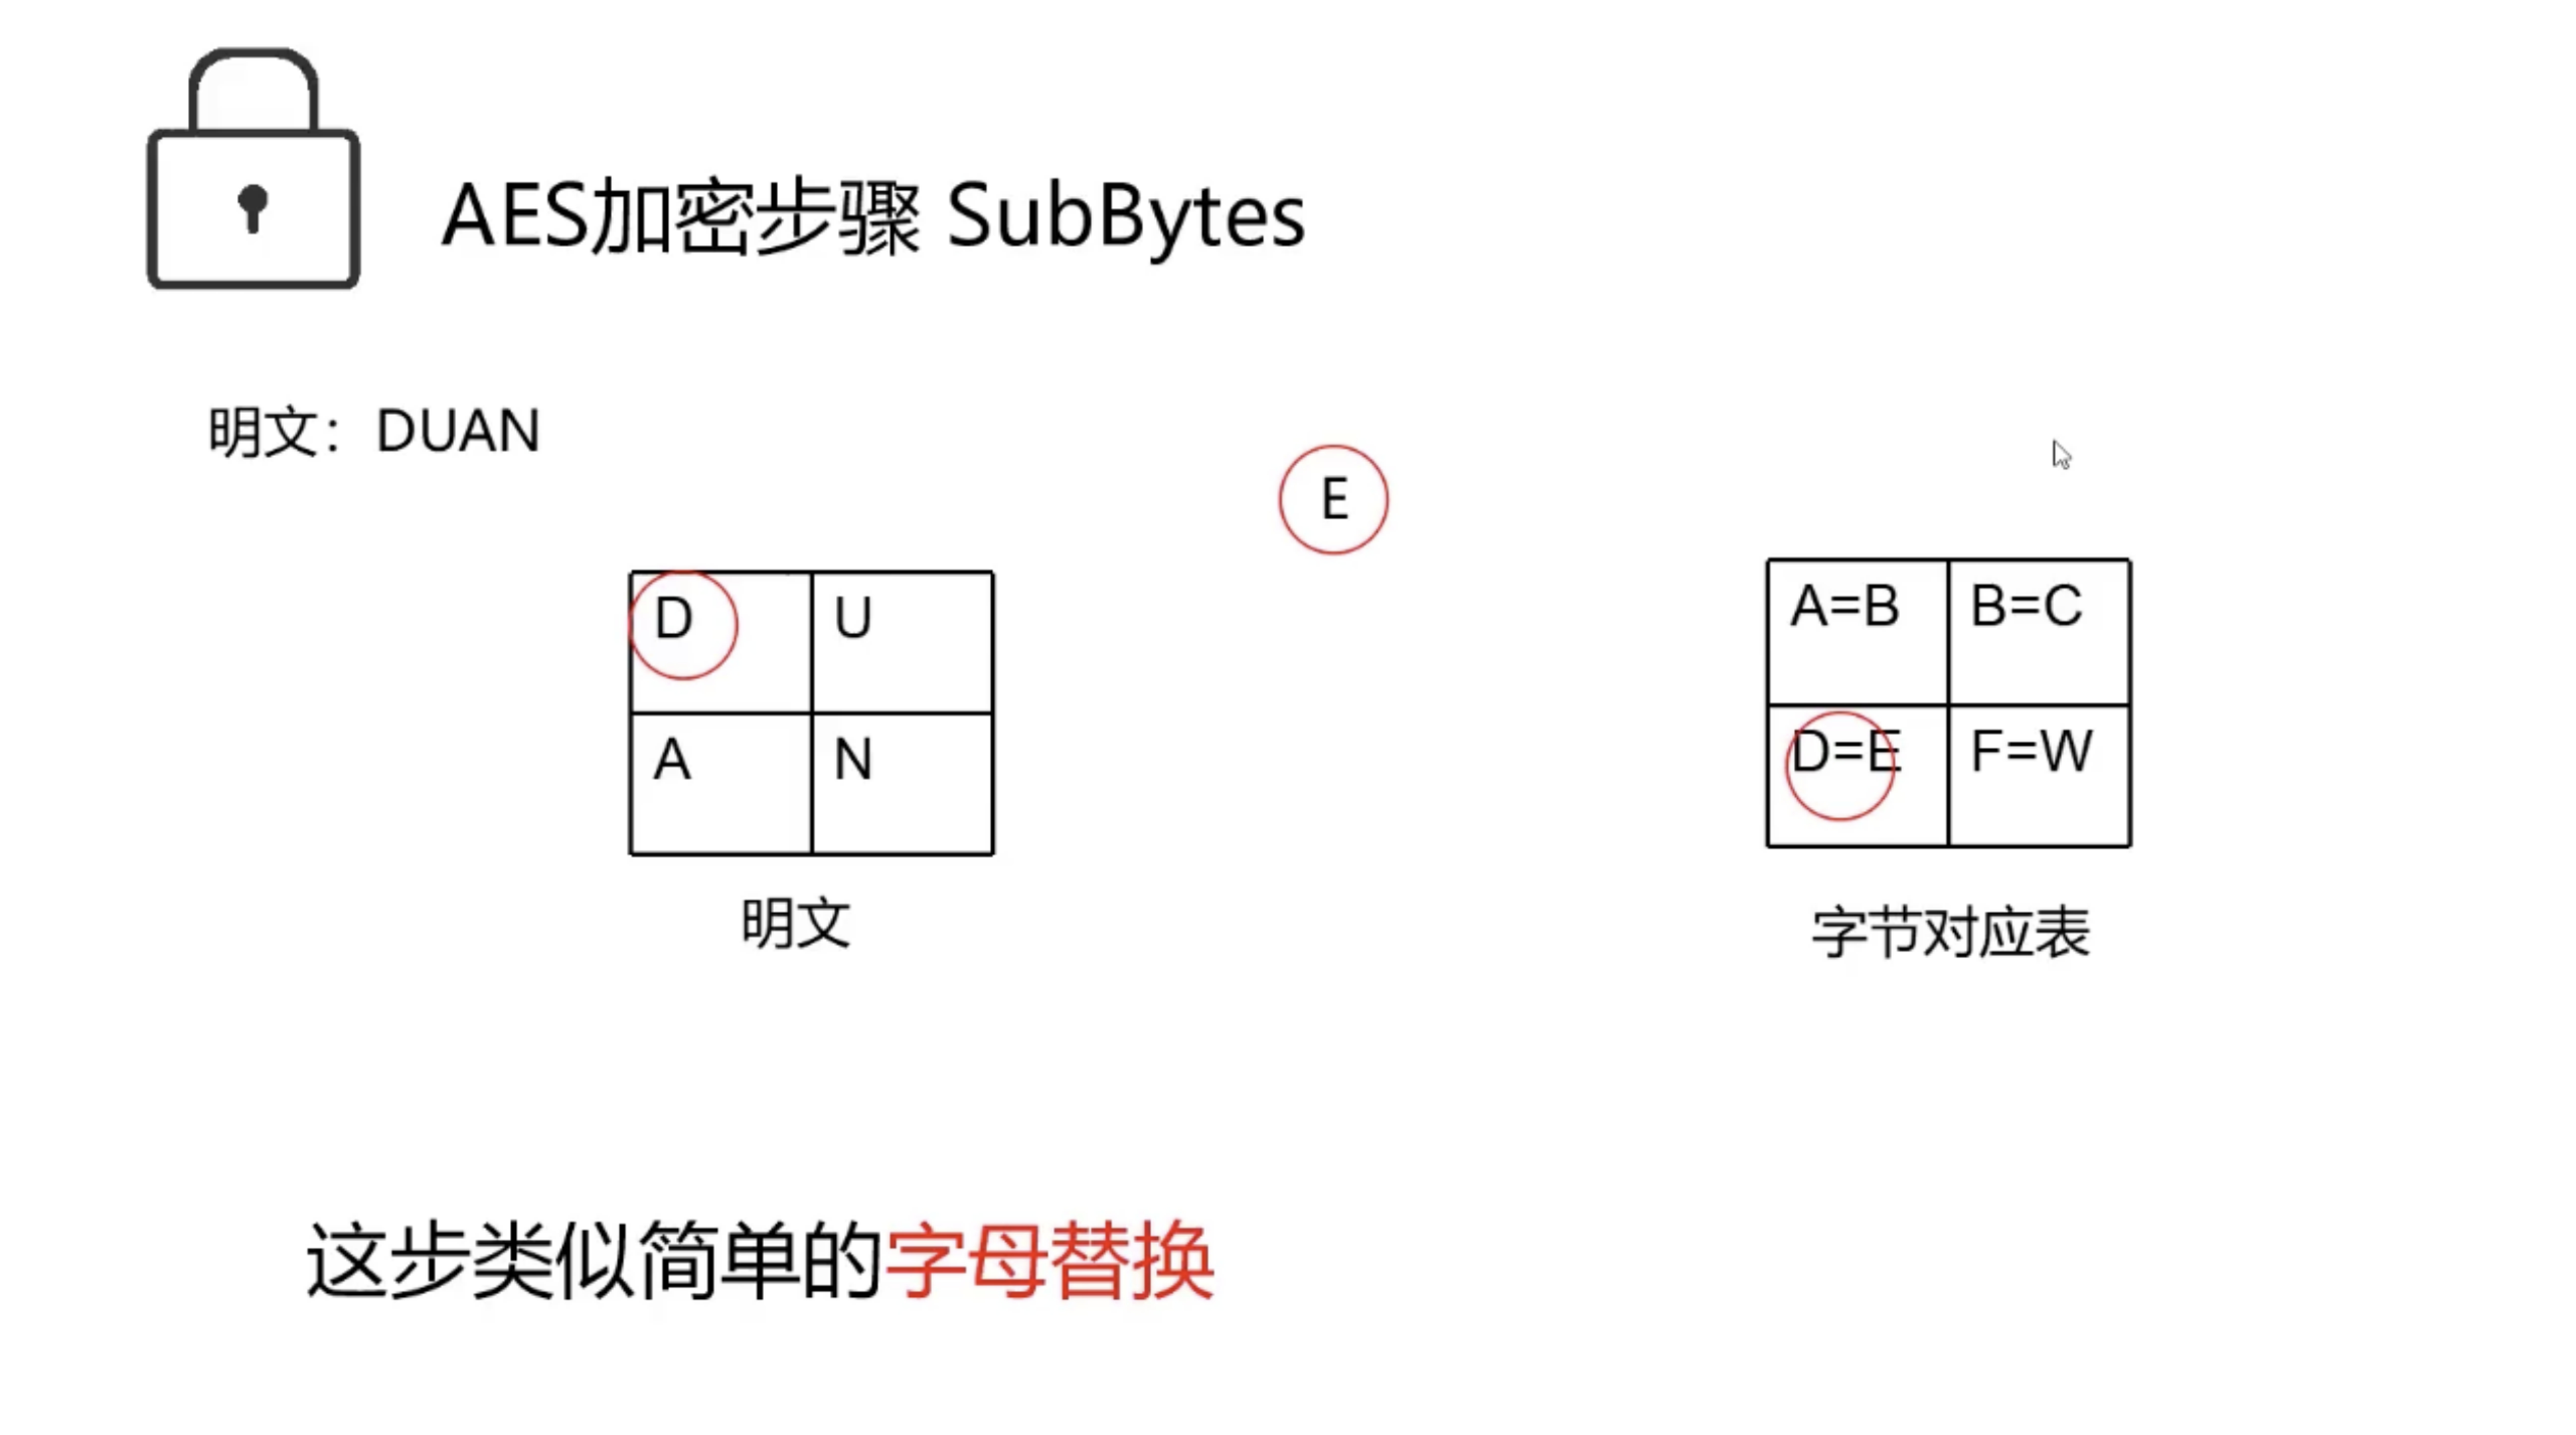 AES加密步骤 SubBytes
明文：DUAN
E
D U
A N
明文
A=B B=C
D=E F=W
字节对应表
这步类似简单的字母替换